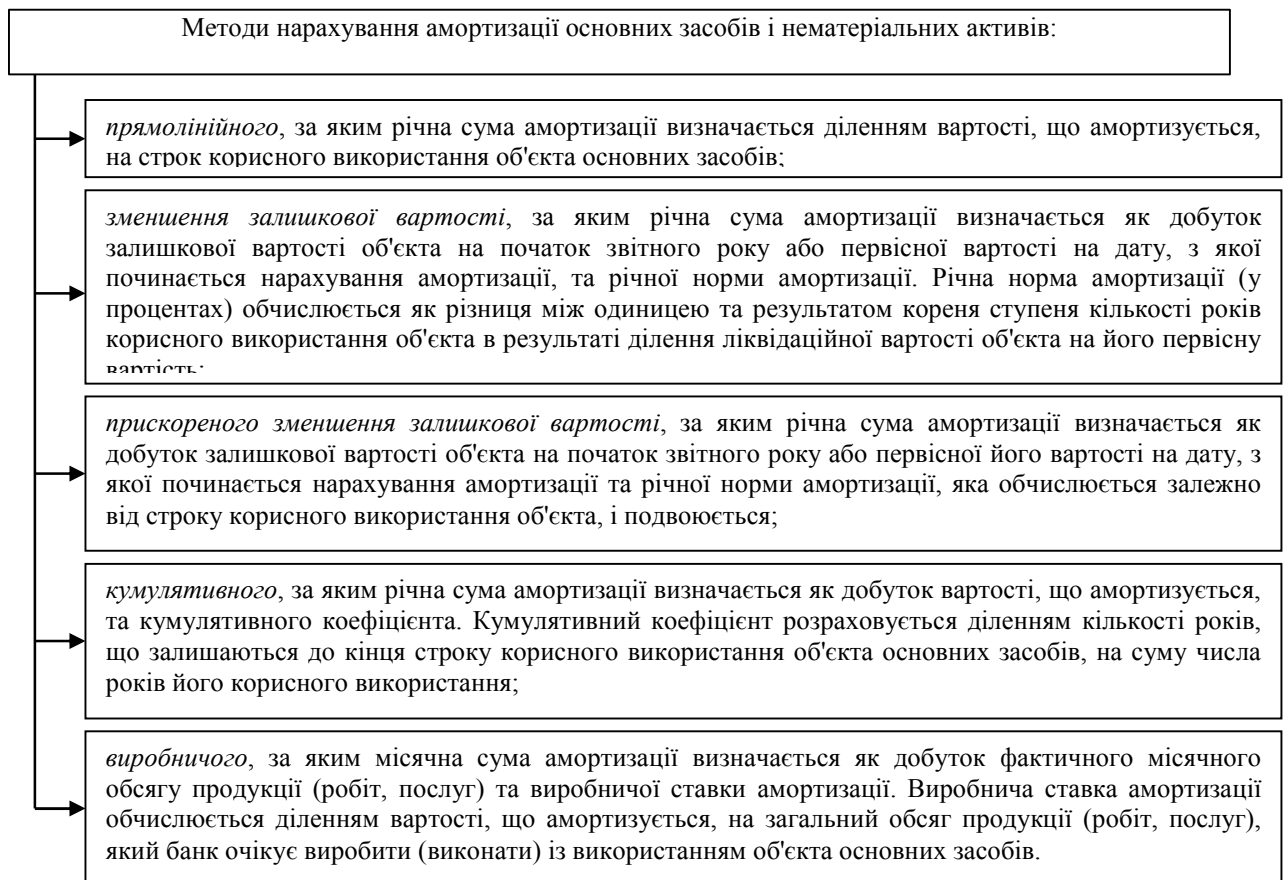 Методи нарахування амортизації основних засобів і нематеріальних активів:
прямолінійного, за яким річна сума амортизації визначається діленням вартості, що амортизується,
на строк корисного використання об'єкта основних засобів;
зменшення залишкової вартості, за яким річна сума амортизації визначається як добуток
залишкової вартості об'єкта на початок звітного року або первісної вартості на дату, з якої
починається нарахування амортизації, та річної норми амортизації. Річна норма амортизації (у
процентах) обчислюється як різниця між одиницею та результатом кореня ступеня кількості років
корисного використання об'єкта в результаті ділення ліквідаційної вартості об'єкта на його первісну
вартість;
прискореного зменшення залишкової вартості, за яким річна сума амортизації визначається як
добуток залишкової вартості об'єкта на початок звітного року або первісної його вартості на дату, з
якої починається нарахування амортизації та річної норми амортизації, яка обчислюється залежно
від строку корисного використання об'єкта, і подвоюється;
кумулятивного, за яким річна сума амортизації визначається як добуток вартості, що амортизується,
та кумулятивного коефіцієнта. Кумулятивний коефіцієнт розраховується діленням кількості років,
що залишаються до кінця строку корисного використання об'єкта основних засобів, на суму числа
років його корисного використання;
виробничого, за яким місячна сума амортизації визначається як добуток фактичного місячного
обсягу продукції (робіт, послуг) та виробничої ставки амортизації. Виробнича ставка амортизації
обчислюється діленням вартості, що амортизується, на загальний обсяг продукції (робіт, послуг),
який банк очікує виробити (виконати) із використанням об'єкта основних засобів.